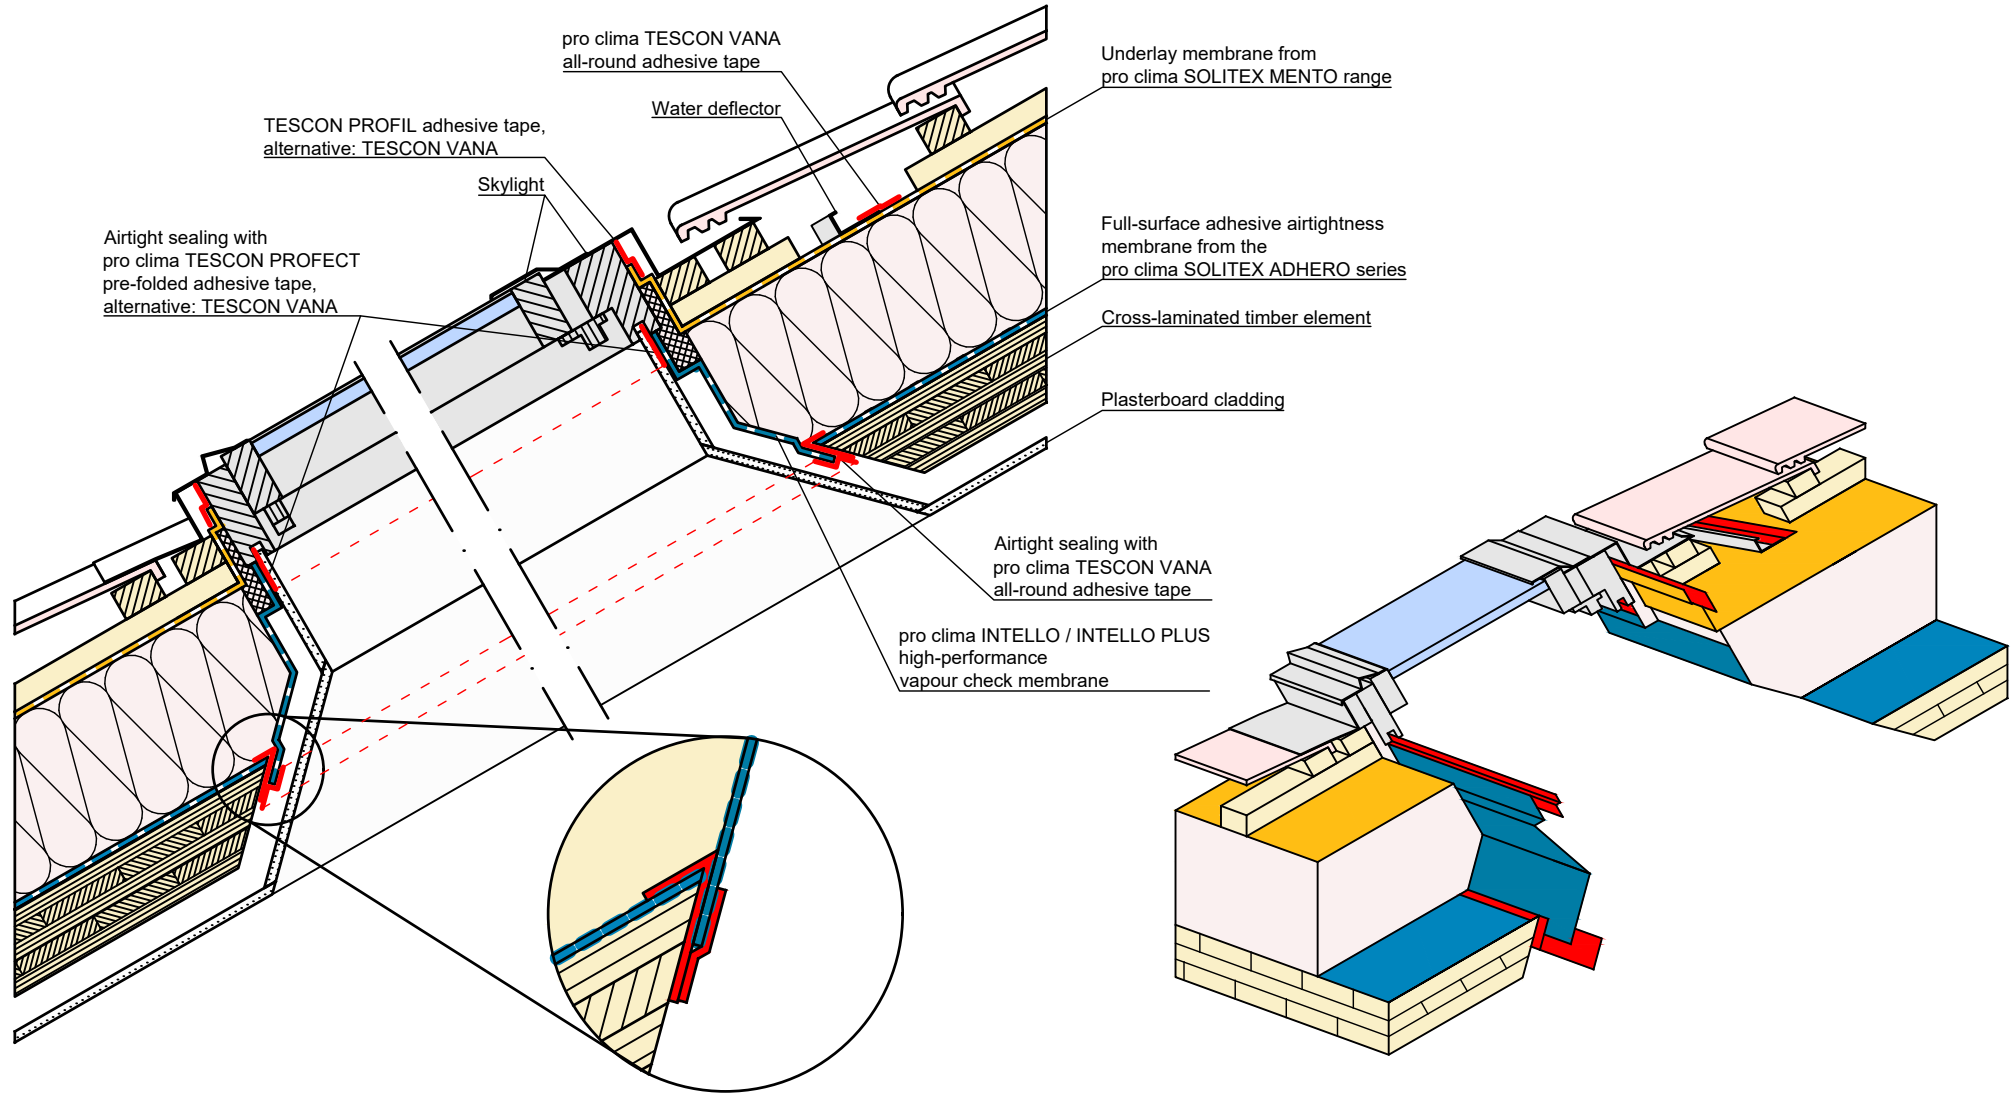 pro clima TESCON VANA
all-round adhesive tape
Underlay membrane from
pro clima SOLITEX MENTO range
Water deflector
TESCON PROFIL adhesive tape,
alternative: TESCON VANA
Skylight
Airtight sealing with
pro clima TESCON PROFECT
pre-folded adhesive tape,
alternative: TESCON VANA
Full-surface adhesive airtightness
membrane from the
pro clima SOLITEX ADHERO series
Cross-laminated timber element
Plasterboard cladding
Airtight sealing with
pro clima TESCON VANA
all-round adhesive tape
pro clima INTELLO / INTELLO PLUS
high-performance
vapour check membrane